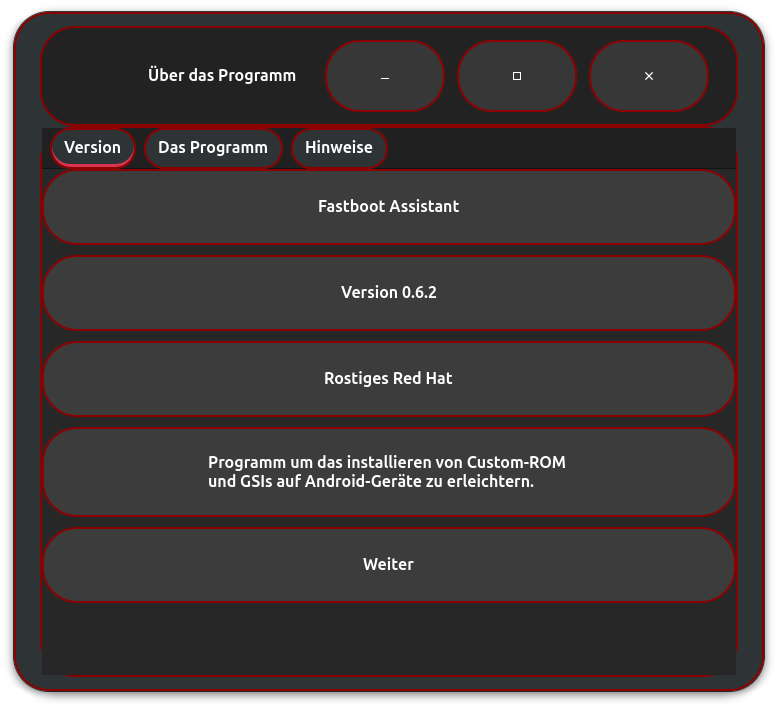 Über das Programm
Version Das Programm Hinweise
Fastboot Assistant
Version 0.6.2
Rostiges Red Hat
Programm um das installieren von Custom-ROM
und GSIs auf Android-Geräte zu erleichtern.
Weiter